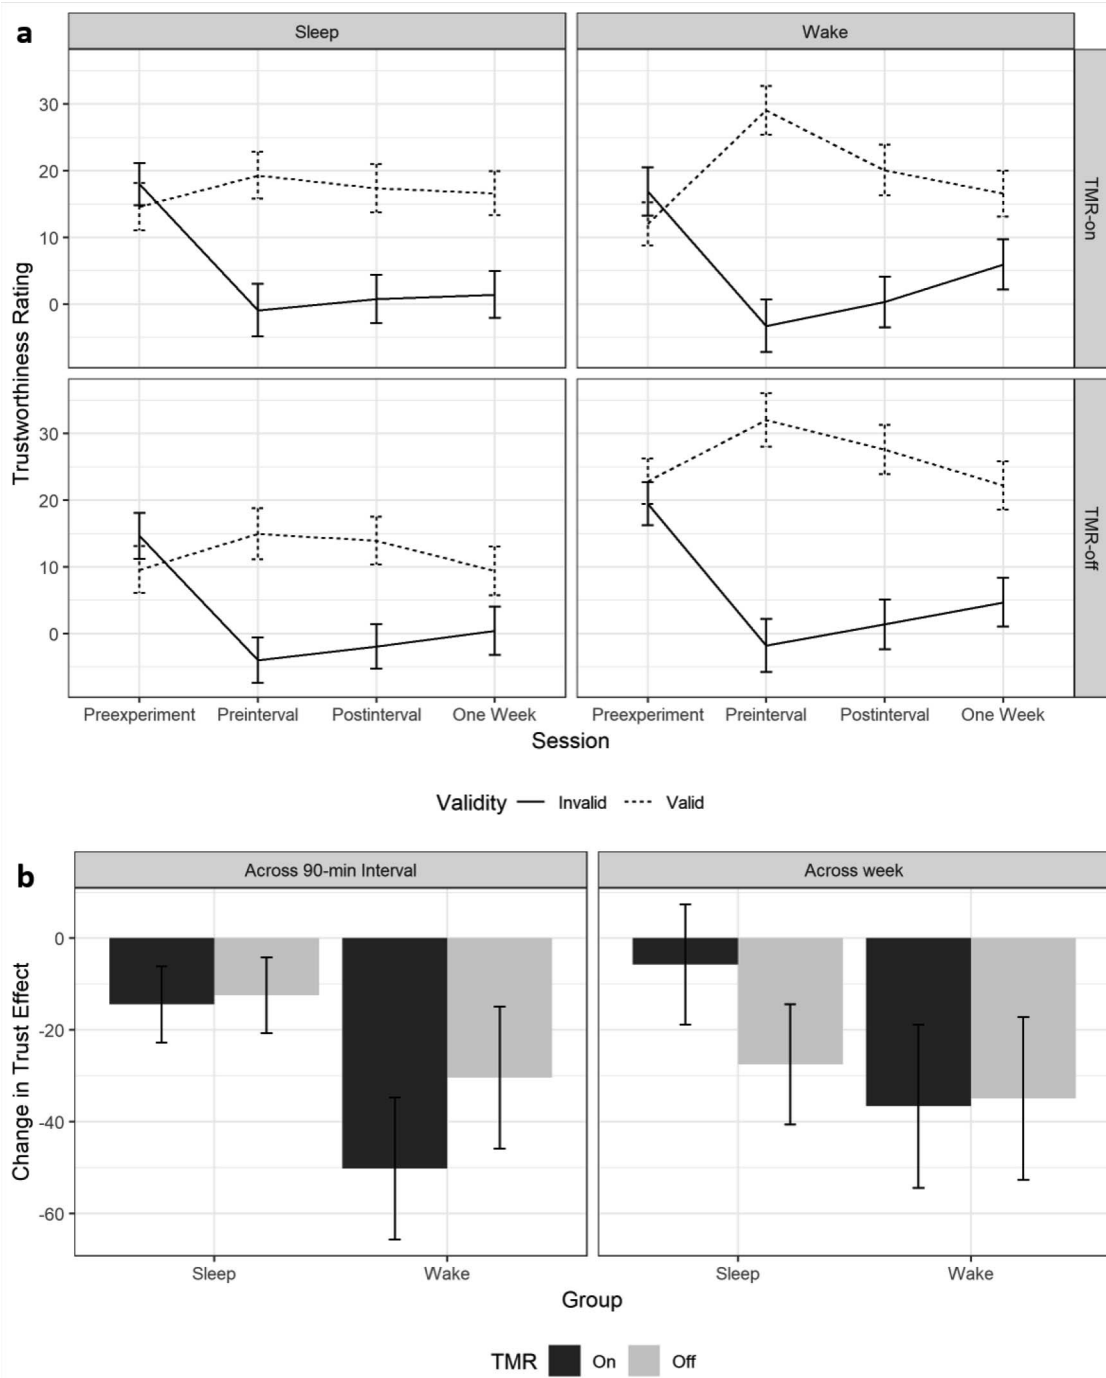 a
Sleep
Wake
30
20
10
0
TMR-on
30
20
10
0
TMR-off
Trustworthiness Rating
Preexperiment Preinterval Postinterval One Week
Preexperiment Preinterval Postinterval One Week
Session
Validity Invalid Valid
b
Across 90-min Interval
Across week
0
-20
-40
-60
Change in Trust Effect
Sleep Wake
Sleep Wake
Group
TMR On Off